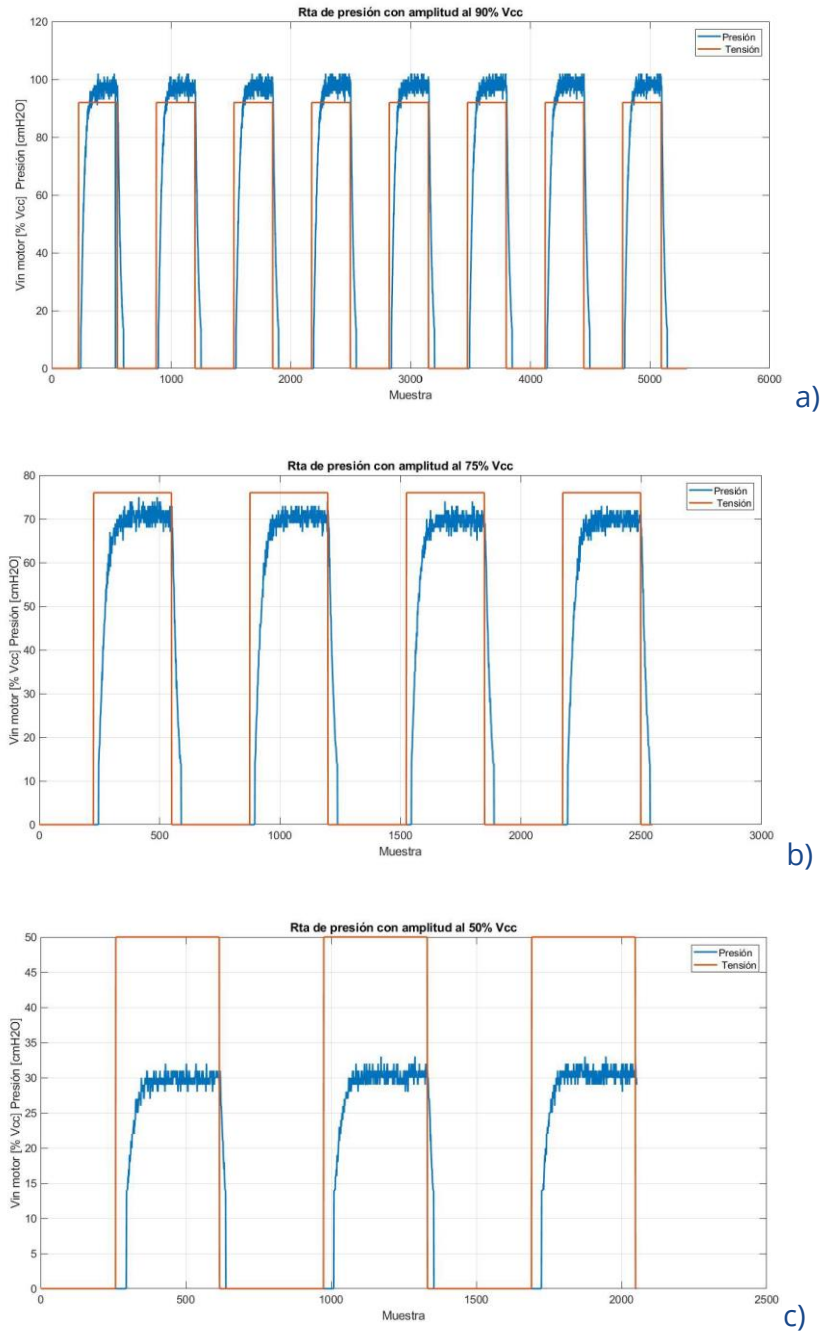 Rta de presión con amplitud al 90% Vcc
Vin motor [% Vcc]  Presión [cmH2O]
120
100
80
60
40
20
0
Presión
Tensión
0 1000 2000 3000 4000 5000 6000
Muestra
a)
Rta de presión con amplitud al 75% Vcc
Vin motor [% Vcc] Presión [cmH2O]
80
70
60
50
40
30
20
10
0
Presión
Tensión
0 500 1000 1500 2000 2500 3000
Muestra
b)
Rta de presión con amplitud al 50% Vcc
Vin motor [% Vcc] Presión [cmH2O]
50
45
40
35
30
25
20
15
10
5
0
Presión
Tensión
0 500 1000 1500 2000 2500
Muestra
c)